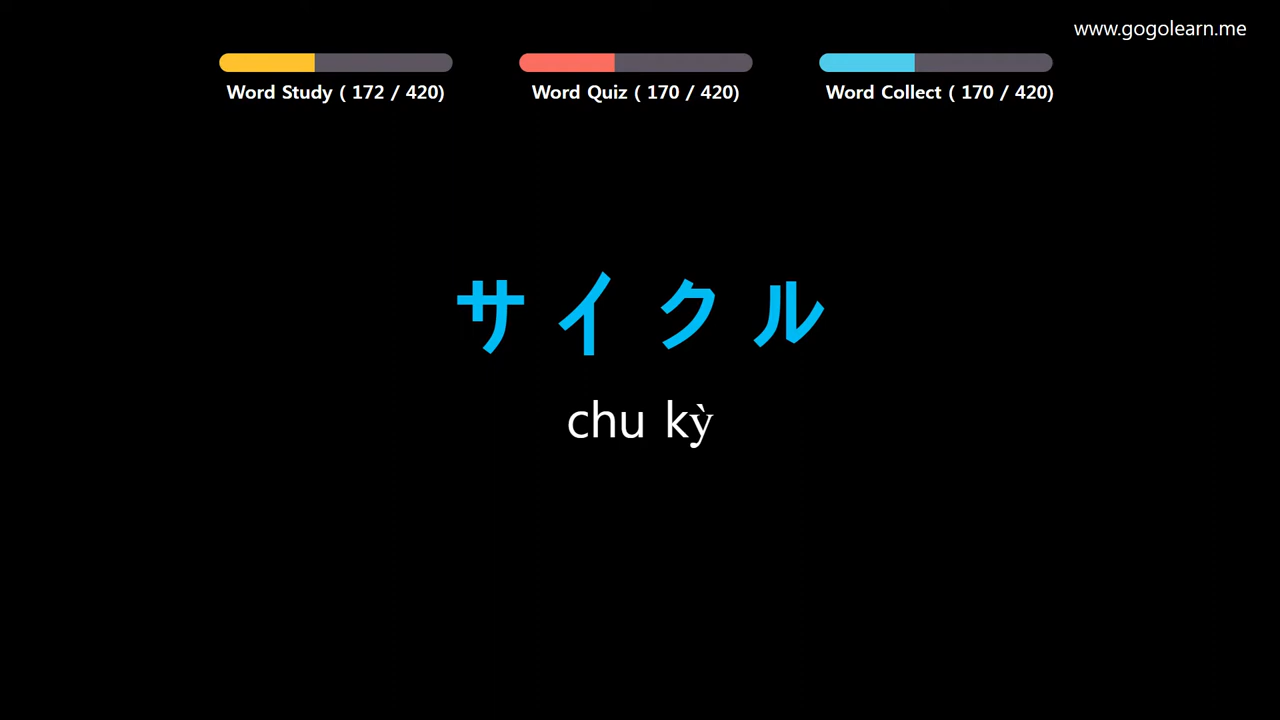 www.gogolearn.me
Word Study ( 172 / 420)
Word Quiz ( 170 / 420)
Word Collect ( 170 / 420)
サイクル
chu kỳ